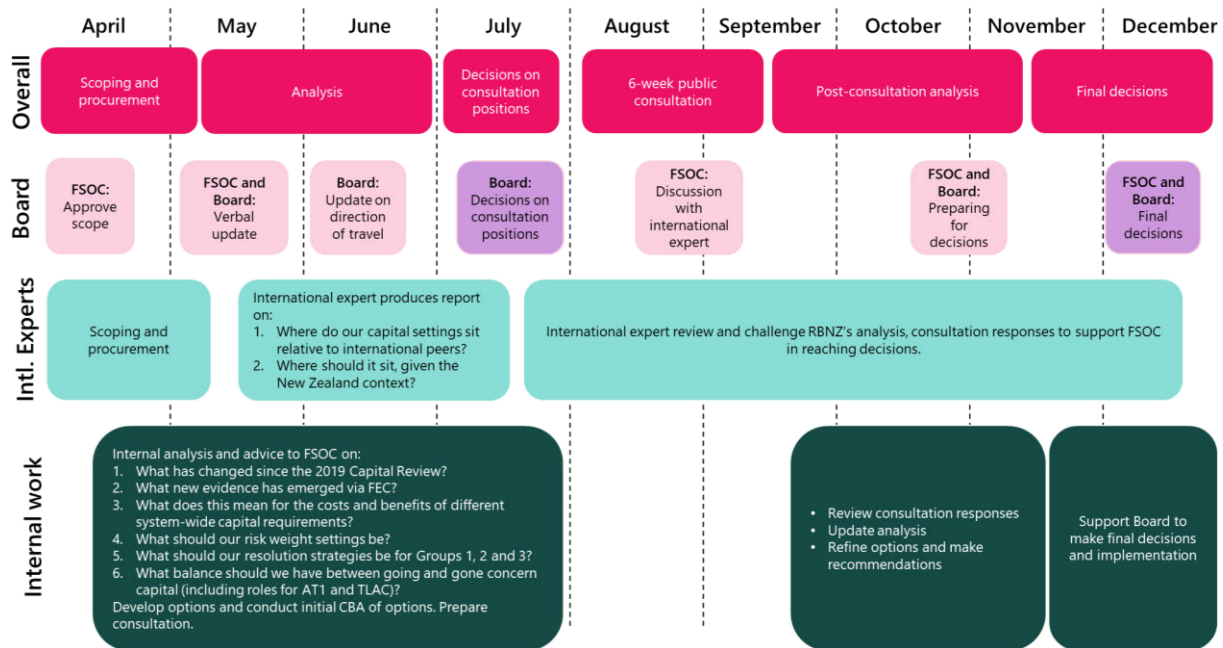 April
May
June
July
August
September
October
November
December
Overall
Scoping and
procurement
Analysis
Decisions on
consultation
positions
6-week public
consultation
Post-consultation analysis
Final decisions
Board
FSOC:
Approve
scope
FSOC and
Board:
Verbal
update
Board:
Update on
direction
of travel
Board:
Decisions on
consultation
positions
FSOC:
Discussion
with
international
expert
FSOC and
Board:
Preparing
for
decisions
FSOC and
Board:
Final
decisions
Intl. Experts
Scoping and
procurement
International expert produces report
on:
1. Where do our capital settings sit
relative to international peers?
2. Where should it sit, given the
New Zealand context?
International expert review and challenge RBNZ's analysis, consultation responses to support FSOC
in reaching decisions.
Internal work
Internal analysis and advice to FSOC on:
1. What has changed since the 2019 Capital Review?
2. What new evidence has emerged via FEC?
3. What does this mean for the costs and benefits of different
system-wide capital requirements?
4. What should our risk weight settings be?
5. What should our resolution strategies be for Groups 1, 2 and 3?
6. What balance should we have between going and gone concern
capital (including roles for AT1 and TLAC)?
Develop options and conduct initial CBA of options. Prepare
consultation.
• Review consultation responses
• Update analysis
• Refine options and make
recommendations
Support Board to
make final decisions
and implementation